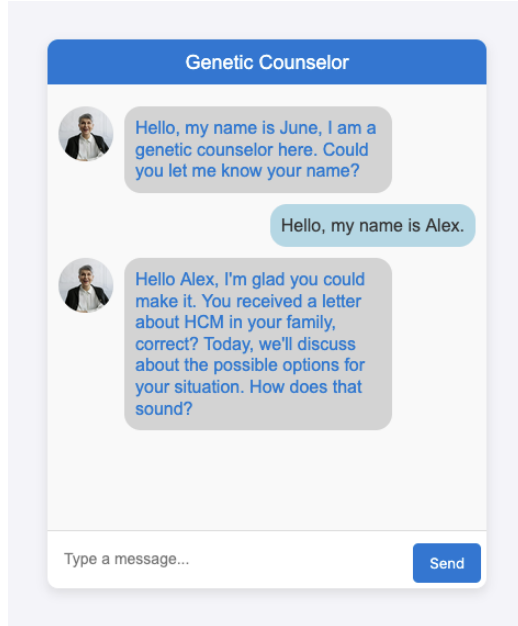 Genetic Counselor
Hello, my name is June, I am a
genetic counselor here. Could
you let me know your name?
Hello, my name is Alex.
Hello Alex, I'm glad you could
make it. You received a letter
about HCM in your family,
correct? Today, we'll discuss
about the possible options for
your situation. How does that
sound?
Type a message...
Send